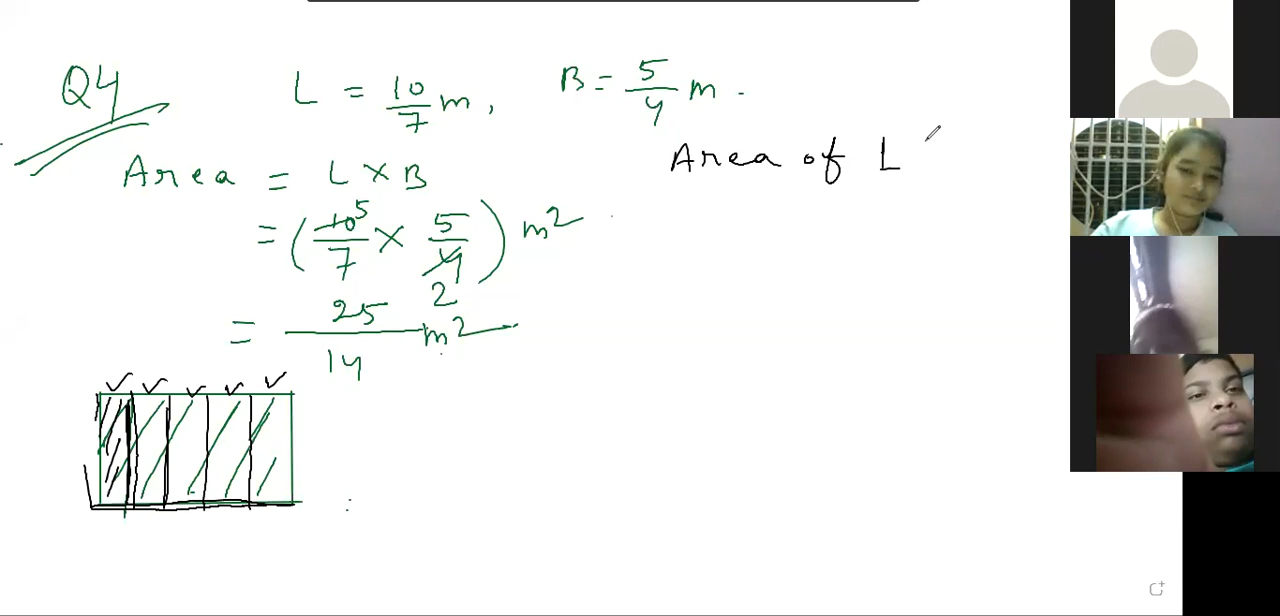 Q4 L = 10/7 m, B = 5/4 m.
Area = L × B
= (10/7 5 × 5/4 2) m²
= 25/14 m²
Area of L